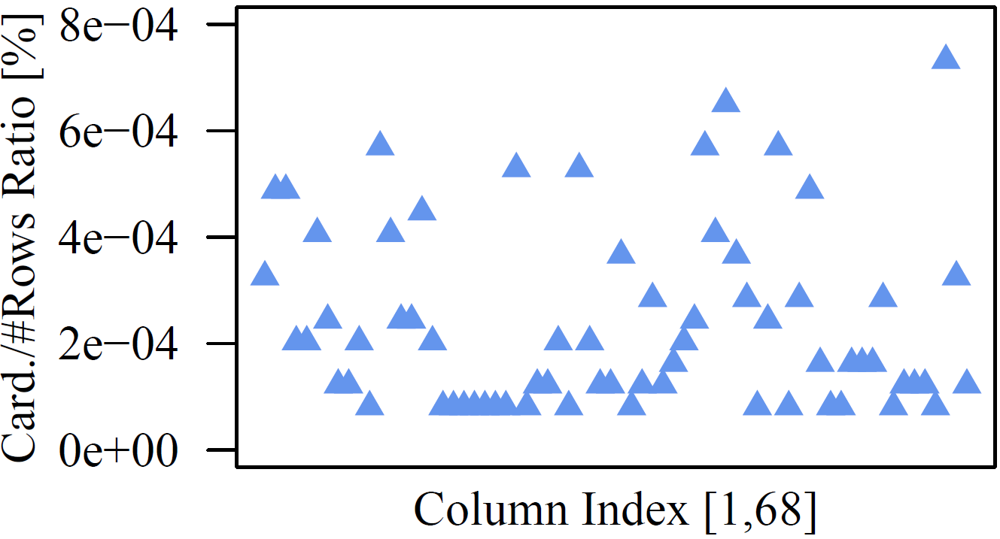 Card./#Rows Ratio [%]
8e−04
6e−04
4e−04
2e−04
0e+00
Column Index [1,68]